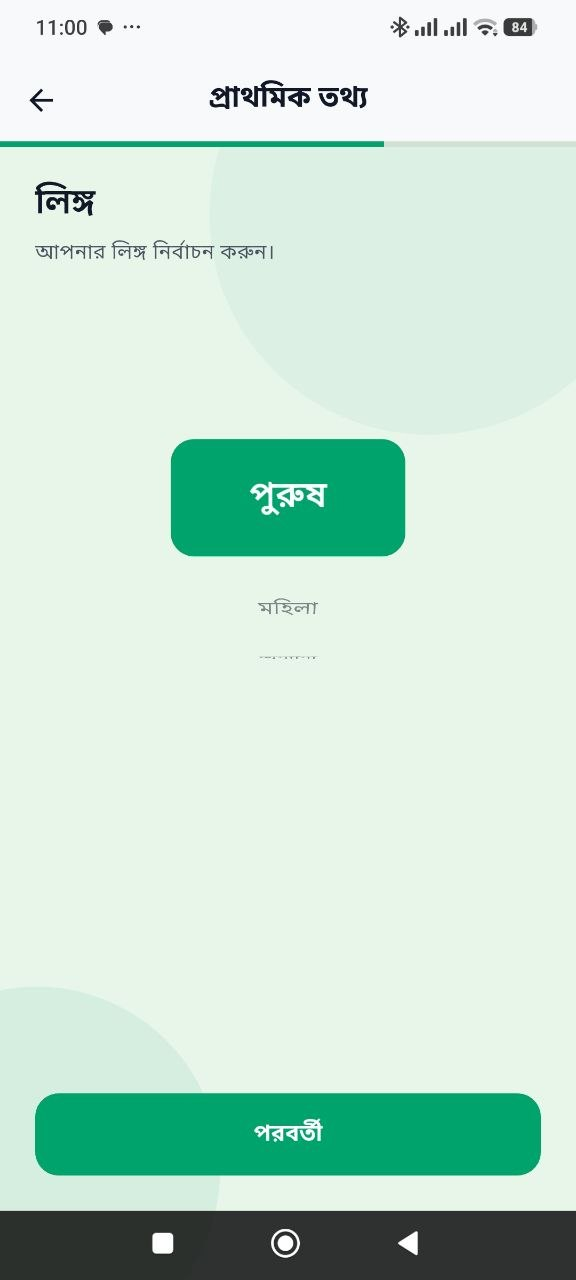 11:00
84
প্রাথমিক তথ্য
লিঙ্গ
আপনার লিঙ্গ নির্বাচন করুন।
পুরুষ
মহিলা
পরবর্তী